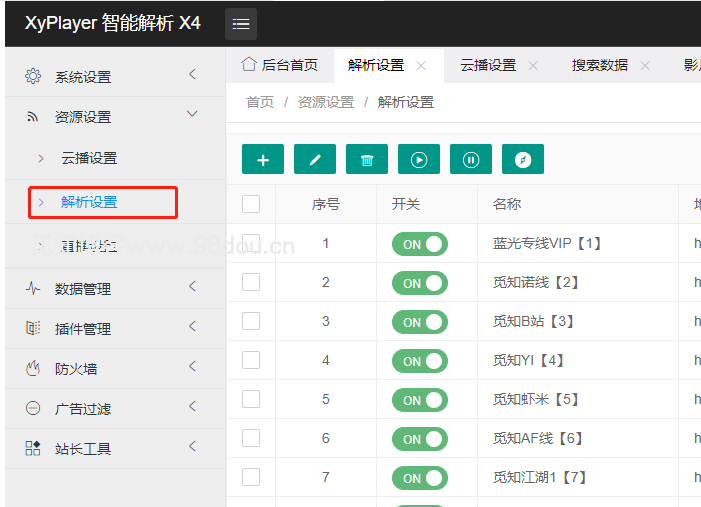 XyPlayer 智能解析 X4
系统设置
资源设置
云播设置
解析设置
www.98dou.cn
数据管理
插件管理
防火墙
广告过滤
站长工具
后台首页 解析设置 云播设置 搜索数据
首页 / 资源设置 / 解析设置
序号 开关 名称
1 ON 蓝光专线VIP【1】 h
2 ON 觅知诺线【2】 h
3 ON 觅知B站【3】 h
4 ON 觅知YI【4】 h
5 ON 觅知虾米【5】 h
6 ON 觅知AF线【6】 h
7 ON 觅知江湖1【7】 h